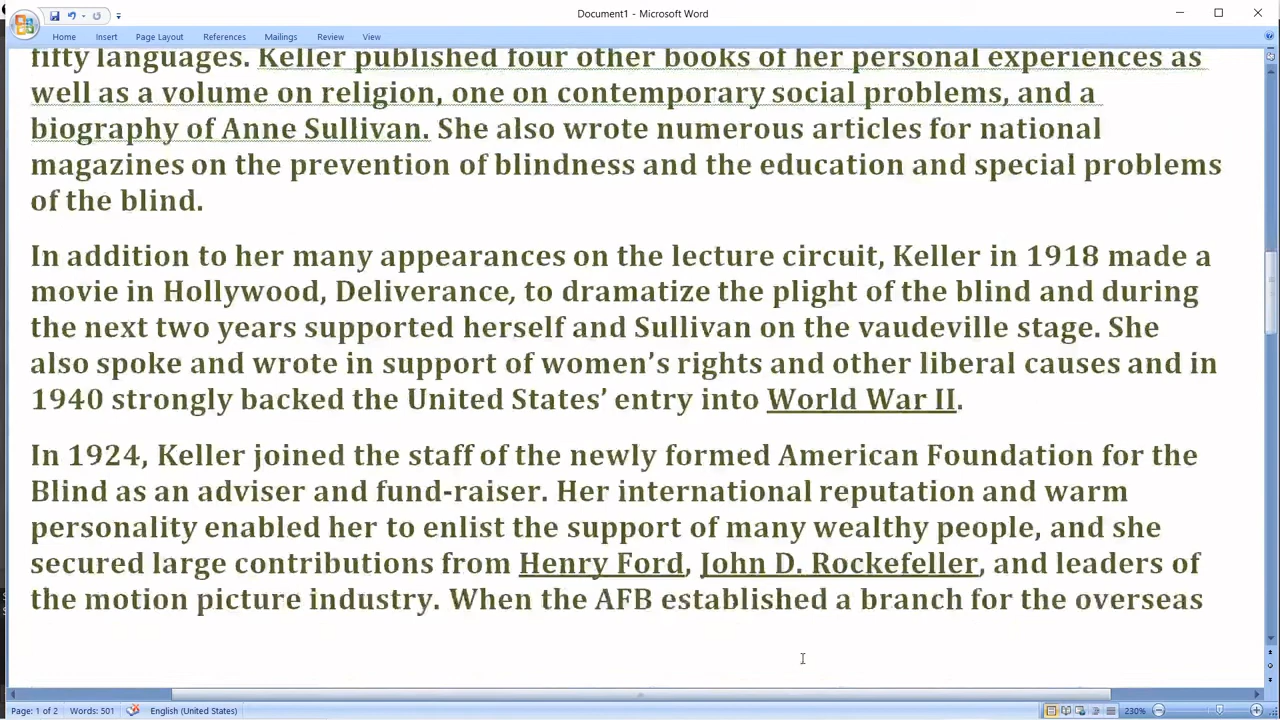 Document1 - Microsoft Word
Home Insert Page Layout References Mailings Review View
fifty languages. Keller published four other books of her personal experiences as
well as a volume on religion, one on contemporary social problems, and a
biography of Anne Sullivan. She also wrote numerous articles for national
magazines on the prevention of blindness and the education and special problems
of the blind.
In addition to her many appearances on the lecture circuit, Keller in 1918 made a
movie in Hollywood, Deliverance, to dramatize the plight of the blind and during
the next two years supported herself and Sullivan on the vaudeville stage. She
also spoke and wrote in support of women’s rights and other liberal causes and in
1940 strongly backed the United States’ entry into World War II.
In 1924, Keller joined the staff of the newly formed American Foundation for the
Blind as an adviser and fund-raiser. Her international reputation and warm
personality enabled her to enlist the support of many wealthy people, and she
secured large contributions from Henry Ford, John D. Rockefeller, and leaders of
the motion picture industry. When the AFB established a branch for the overseas
Page: 1 of 2 Words: 501 English (United States) 230%